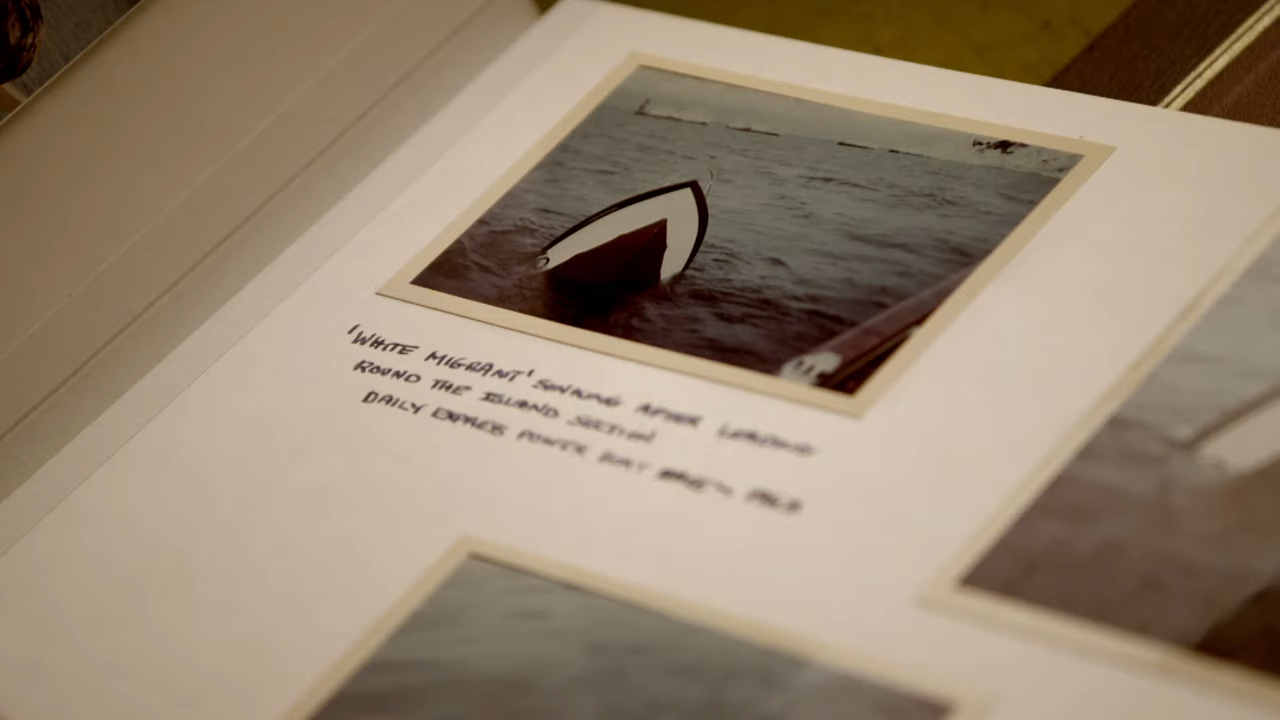 'WHITE MIGRANT' SINKING AFTER LEADING
ROUND THE ISLAND SECTION
DAILY EXPRESS POWER BOAT RACE